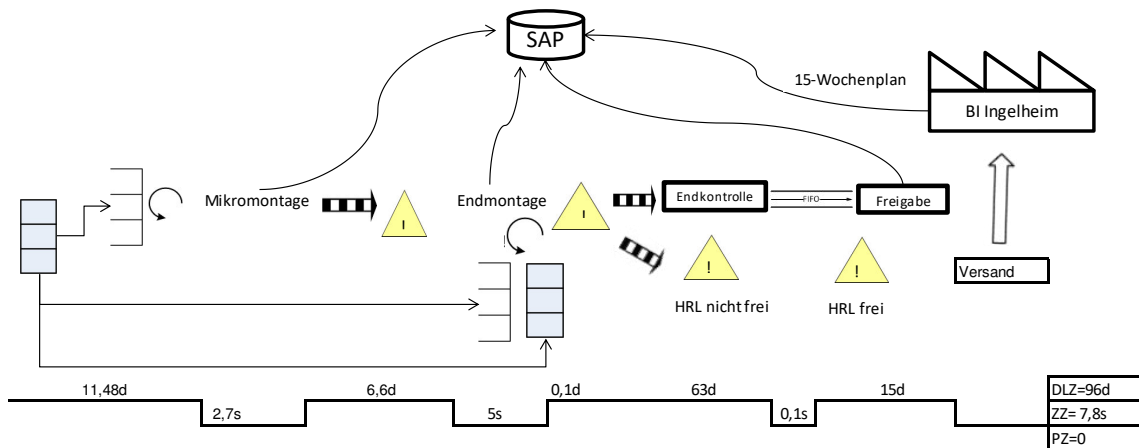 SAP
15-Wochenplan
BI Ingelheim
Mikromontage
!
Endmontage
!
Endkontrolle
FIFO
Freigabe
!
HRL nicht frei
!
HRL frei
Versand
11,48d
6,6d
0,1d
63d
15d
DLZ=96d
2,7s
5s
0,1s
ZZ= 7,8s
PZ=0